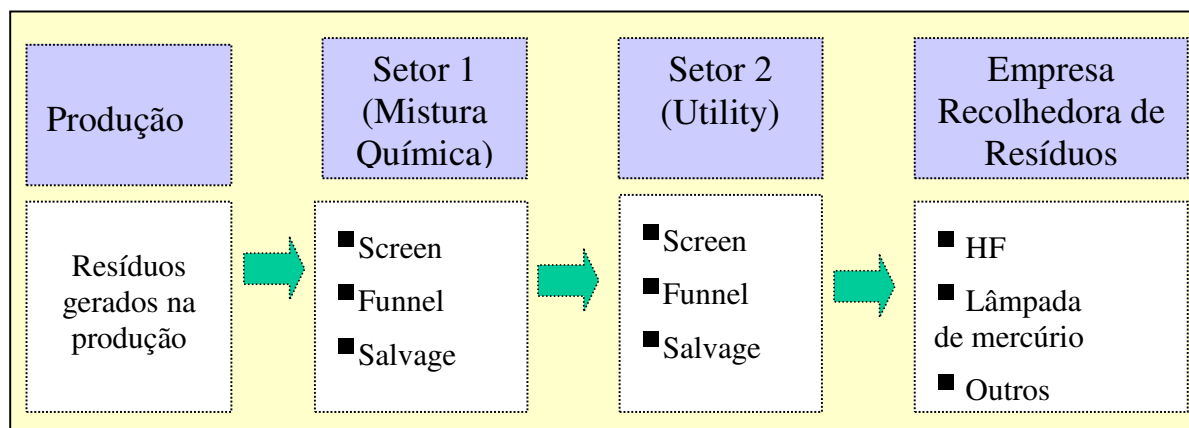 Produção
Setor 1
(Mistura
Química)
Setor 2
(Utility)
Empresa
Recolhedora de
Resíduos
Resíduos
gerados na
produção
■ Screen
■ Funnel
■ Salvage
■ Screen
■ Funnel
■ Salvage
■ HF
■ Lâmpada
de mercúrio
■ Outros